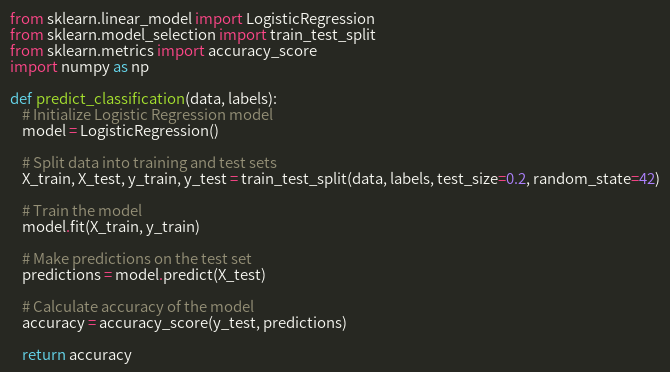 from sklearn.linear_model import LogisticRegression
from sklearn.model_selection import train_test_split
from sklearn.metrics import accuracy_score
import numpy as np

def predict_classification(data, labels):
    # Initialize Logistic Regression model
    model = LogisticRegression()

    # Split data into training and test sets
    X_train, X_test, y_train, y_test = train_test_split(data, labels, test_size=0.2, random_state=42)

    # Train the model
    model.fit(X_train, y_train)

    # Make predictions on the test set
    predictions = model.predict(X_test)

    # Calculate accuracy of the model
    accuracy = accuracy_score(y_test, predictions)

    return accuracy